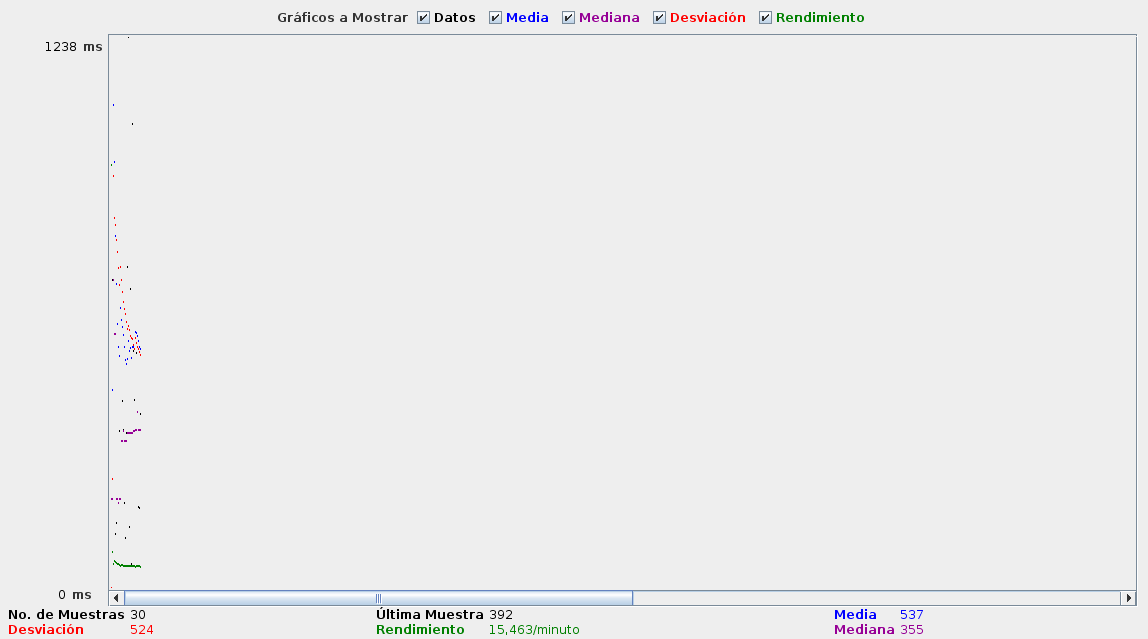 Gráficos a Mostrar Datos Media Mediana Desviación Rendimiento
1238 ms
0 ms
No. de Muestras 30 Última Muestra 392 Media 537
Desviación 524 Rendimiento 15,463/minuto Mediana 355